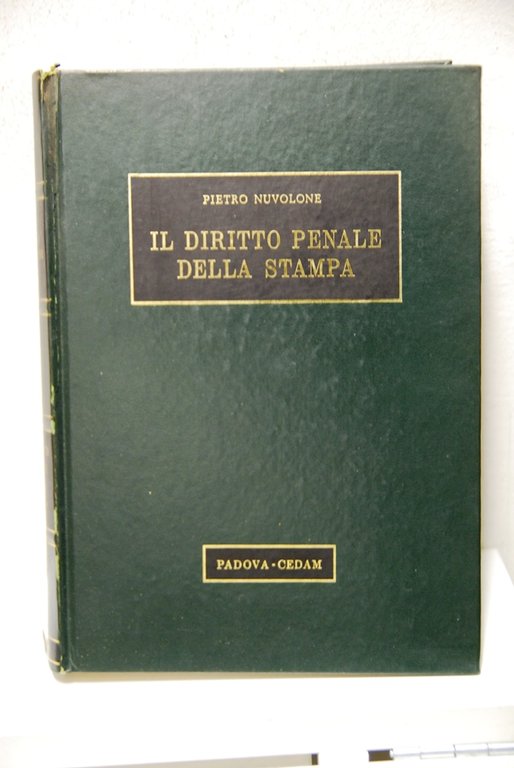 PIETRO NUVOLONE
IL DIRITTO PENALE
DELLA STAMPA
PADOVA - CEDAM